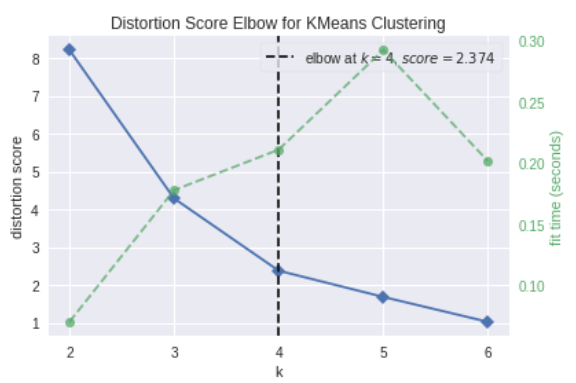 Distortion Score Elbow for KMeans Clustering
elbow at k = 4, score = 2.374
distortion score
8
7
6
5
4
3
2
1
0.30
0.25
0.20
0.15
0.10
fit time (seconds)
2 3 4 5 6
k